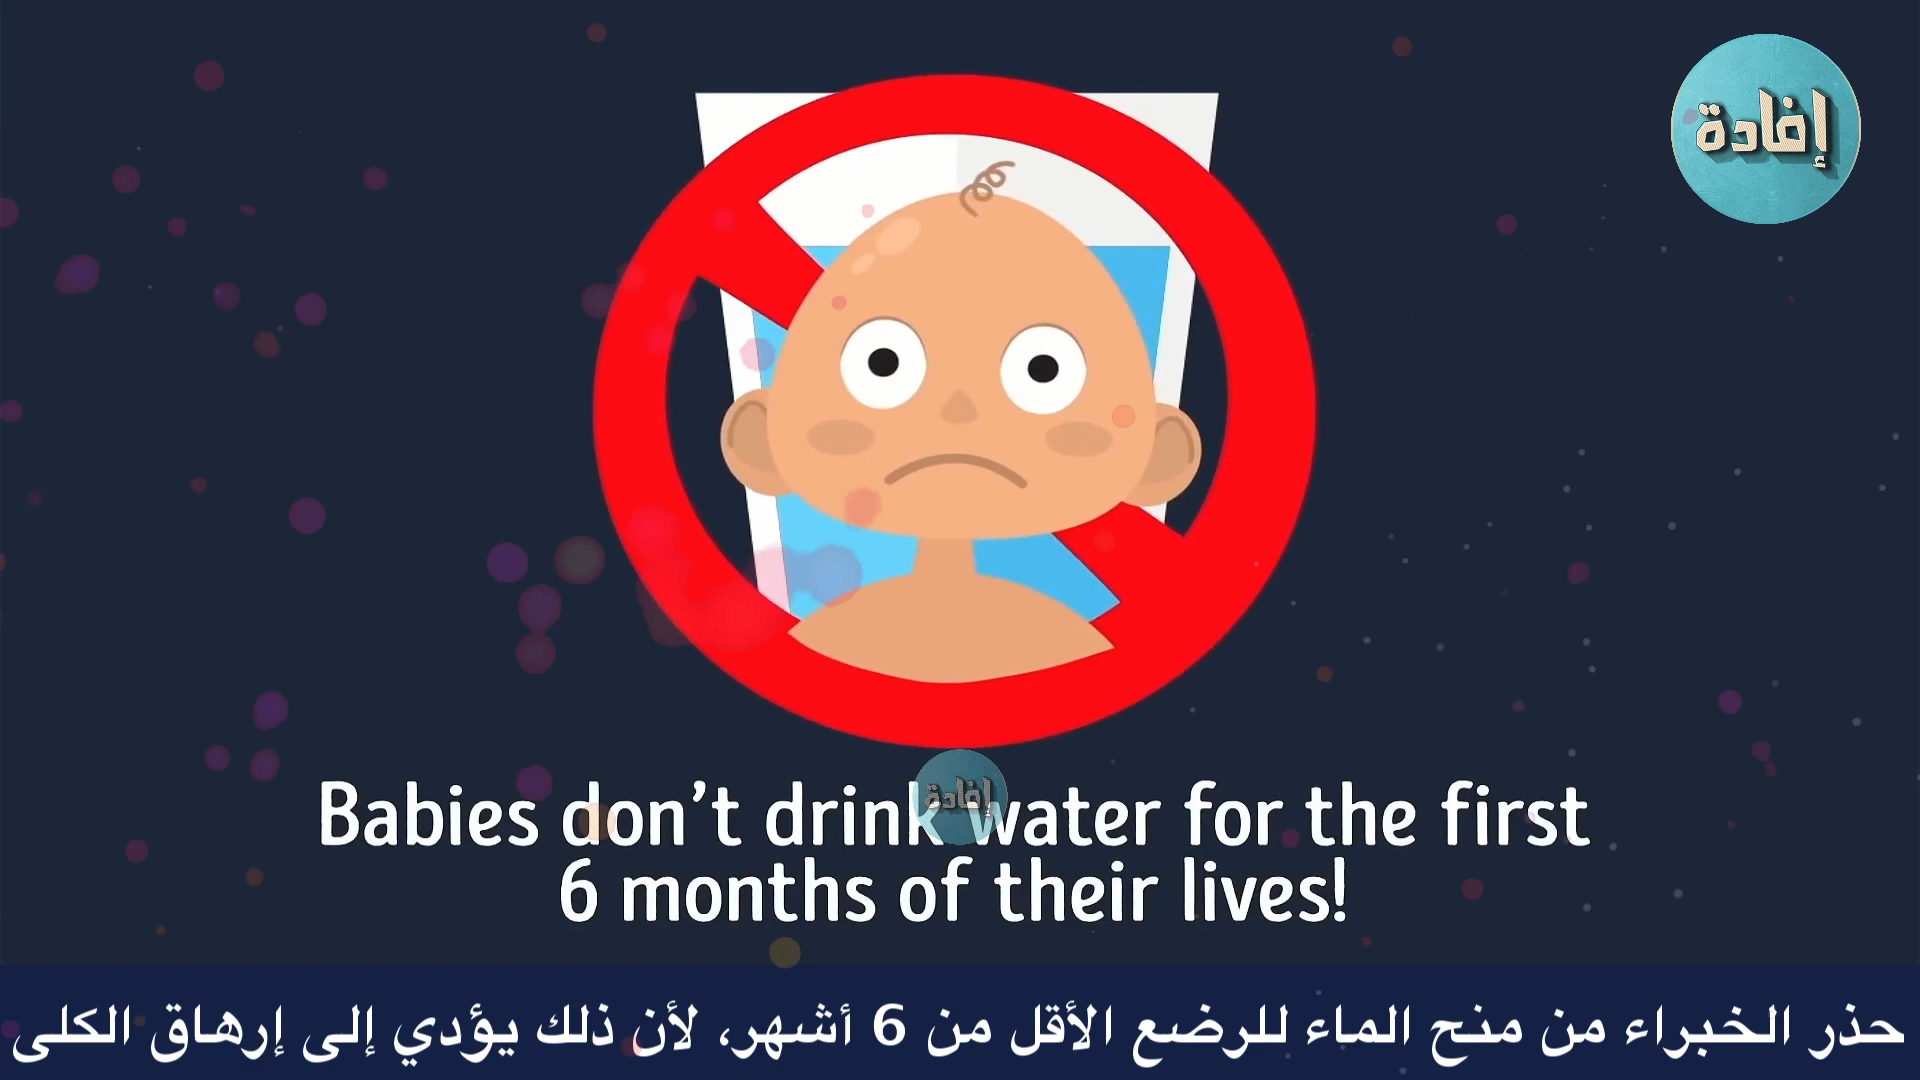 إفادة
Babies don't drink water for the first
إفادة
6 months of their lives!
حذر الخبراء من منح الماء للرضع الأقل من 6 أشهر، لأن ذلك يؤدي إلى إرهاق الكلى